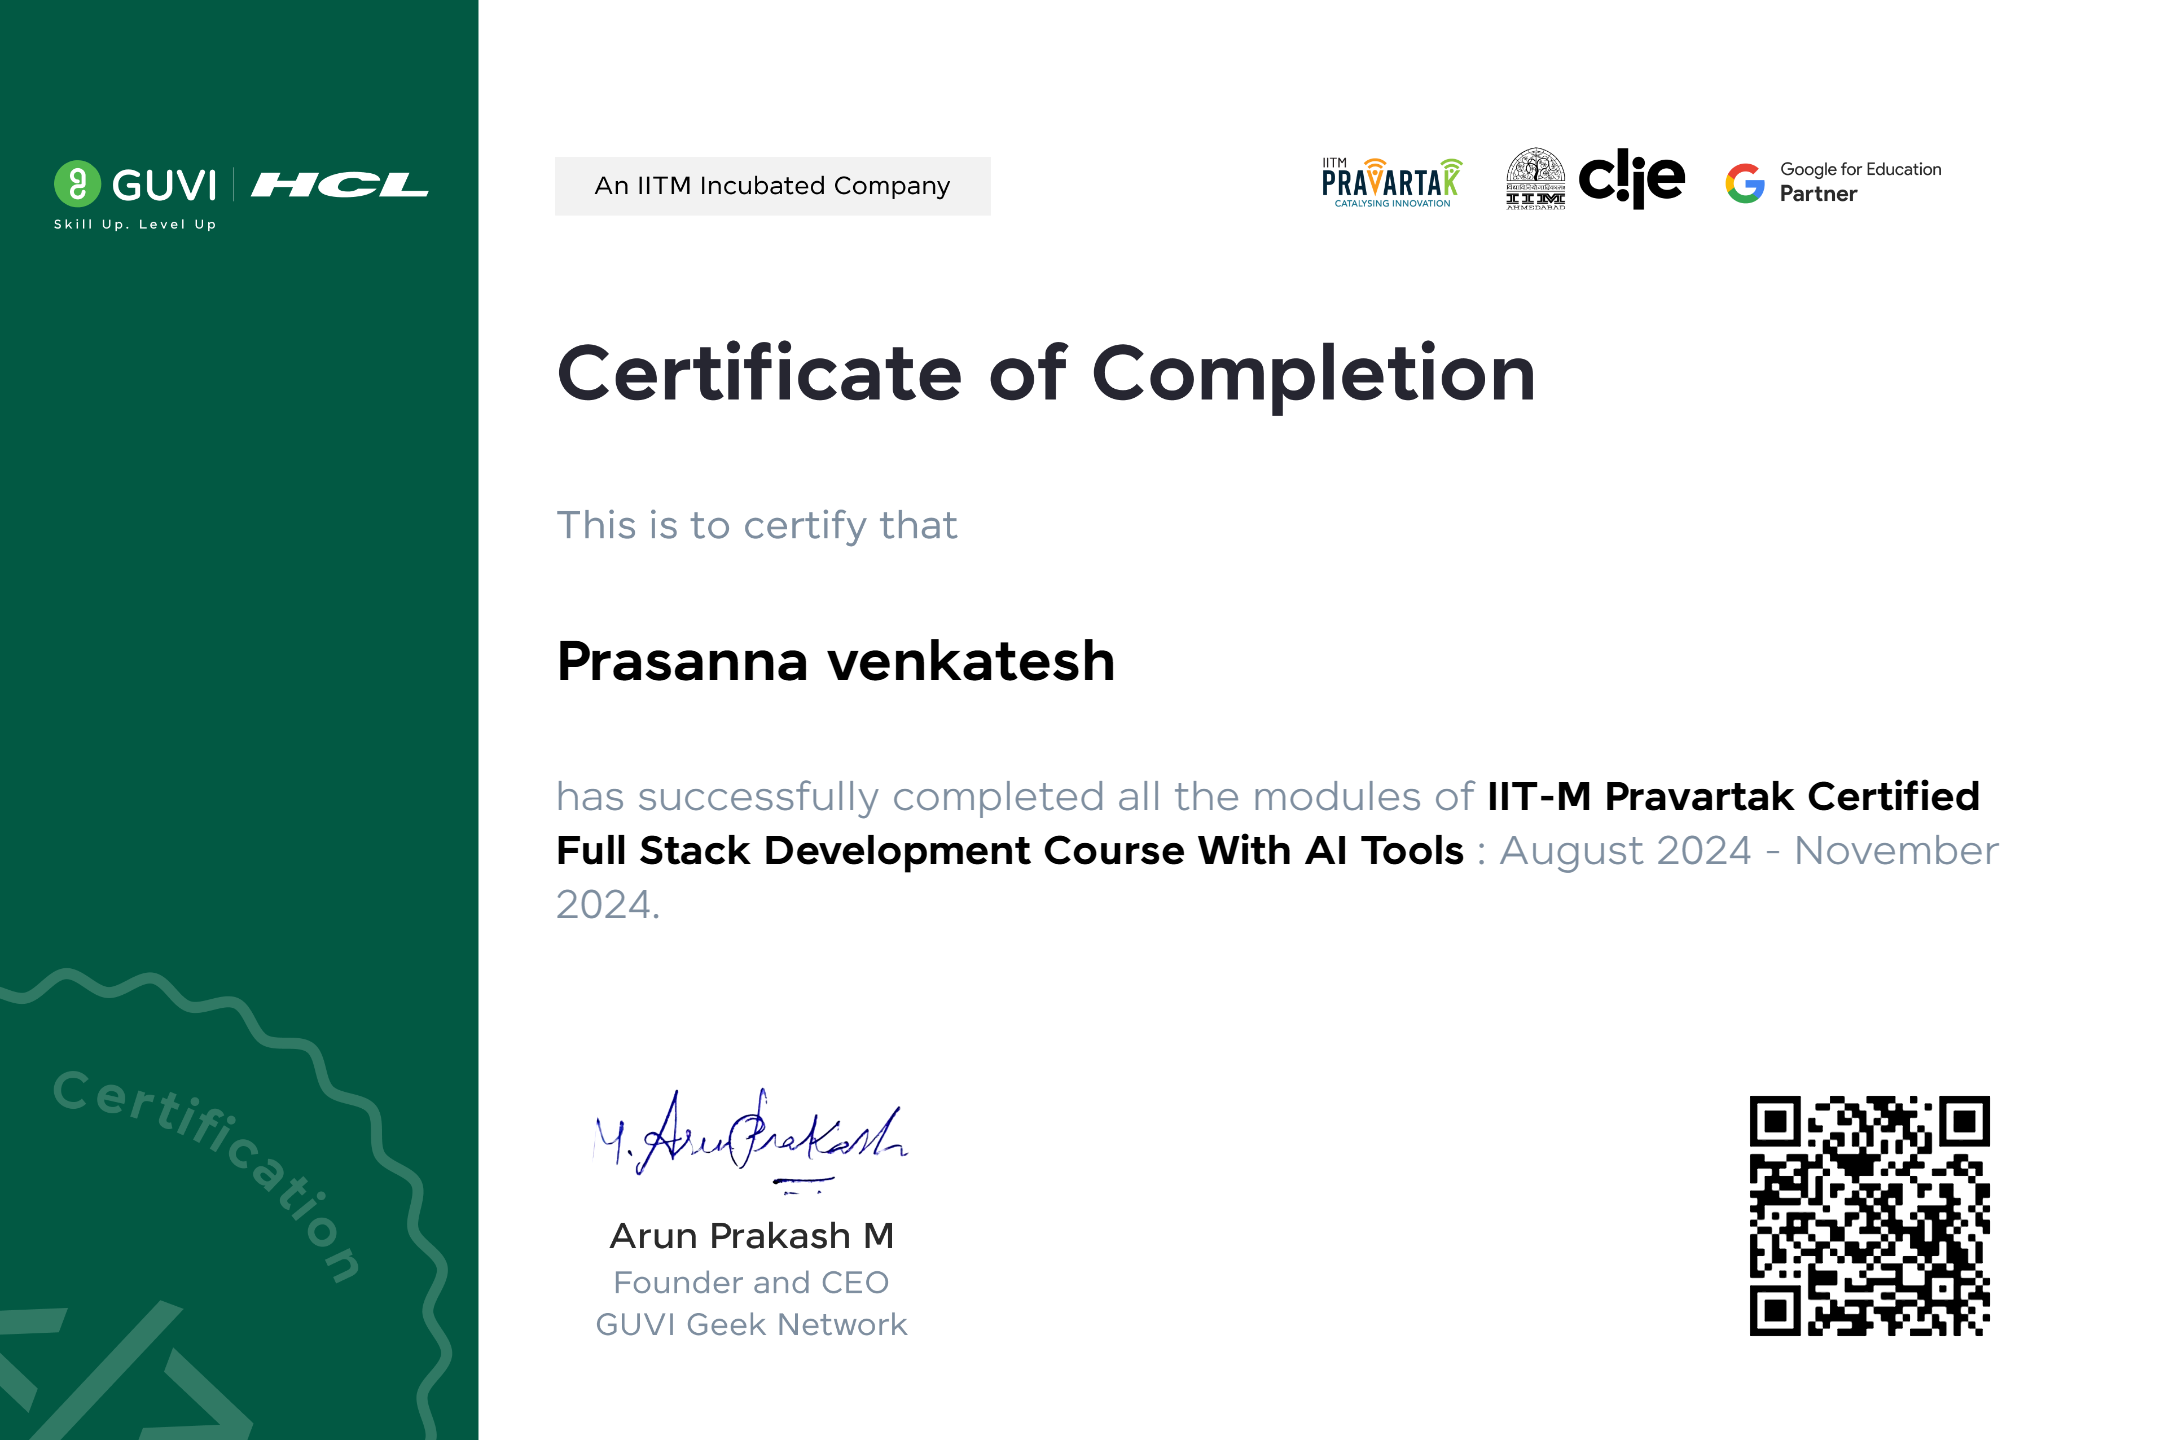 GUVI HCL
Skill Up. Level Up
An IITM Incubated Company
IITM
PRAVARTAK
CATALYSING INNOVATION
IIM
AHMEDABAD
c!je
Google for Education
Partner
Certificate of Completion
This is to certify that
Prasanna venkatesh
has successfully completed all the modules of IIT-M Pravartak Certified
Full Stack Development Course With AI Tools : August 2024 - November
2024.
Certification
</>
M. Arun Prakash
Arun Prakash M
Founder and CEO
GUVI Geek Network